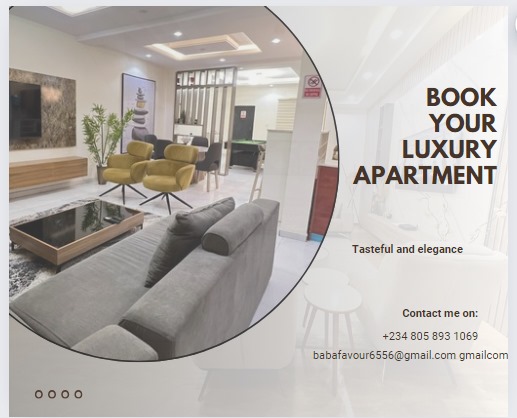 BOOK
YOUR
LUXURY
APARTMENT
Tasteful and elegance
Contact me on:
+234 805 893 1069
babafavour6556@gmail.com gmailcom